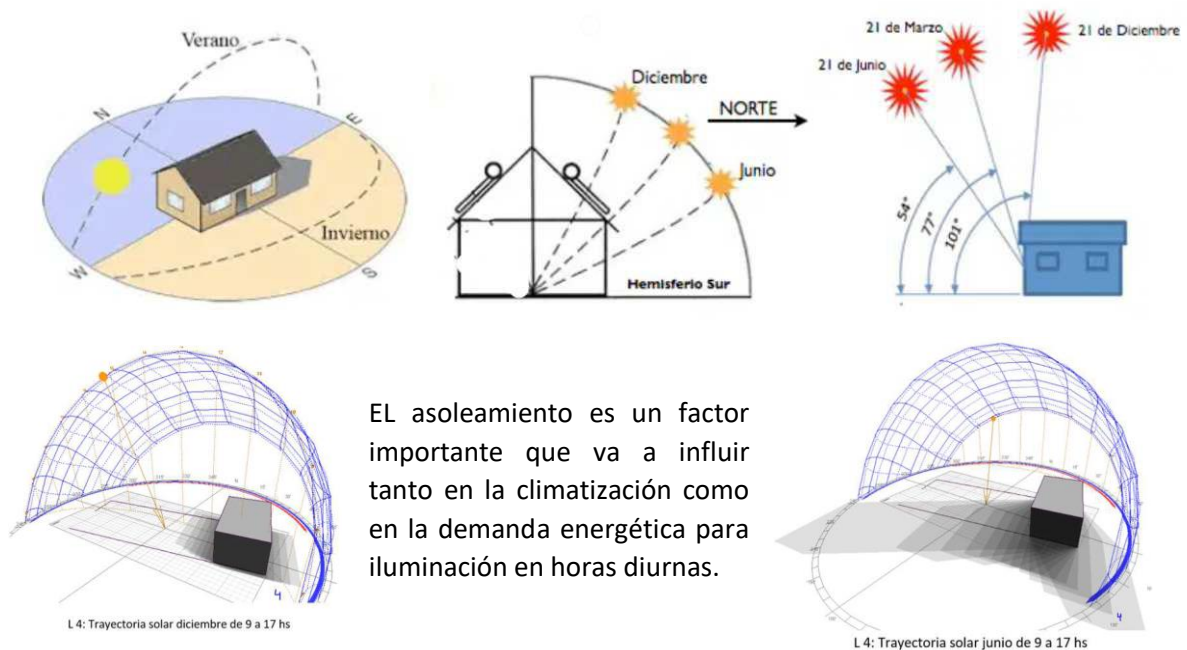 Verano
N
E
Invierno
W
S
Diciembre
NORTE
Junio
Hemisferio Sur
21 de Marzo
21 de Diciembre
21 de Junio
54°
77°
101°
EL asoleamiento es un factor
importante que va a influir
tanto en la climatización como
en la demanda energética para
iluminación en horas diurnas.
4
L 4: Trayectoria solar diciembre de 9 a 17 hs
4
L 4: Trayectoria solar junio de 9 a 17 hs